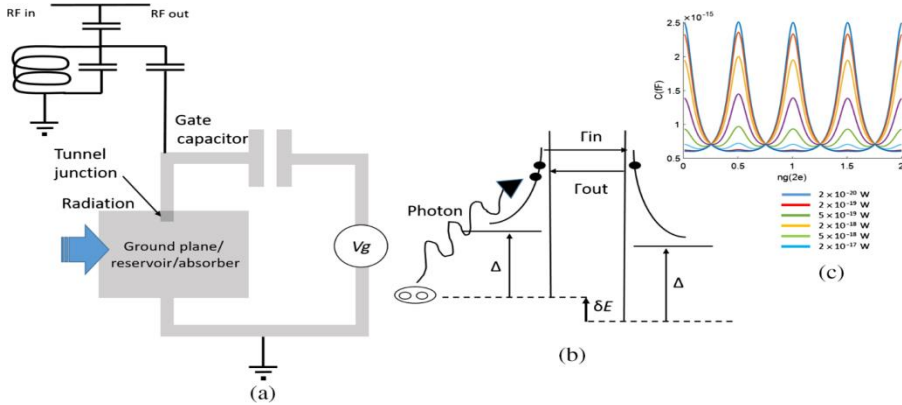 RF in
RF out
Gate
capacitor
Tunnel
junction
Radiation
Ground plane/
reservoir/absorber
Vg
(a)
Γin
Γout
Photon
Δ
δE
Δ
(b)
×10⁻¹⁵
C(fF)
2.5
2
1.5
1
0.5
0 0.5 1 1.5 2
ng(2e)
2 × 10⁻²⁰ W
2 × 10⁻¹⁹ W
5 × 10⁻¹⁹ W
2 × 10⁻¹⁸ W
5 × 10⁻¹⁸ W
2 × 10⁻¹⁷ W
(c)